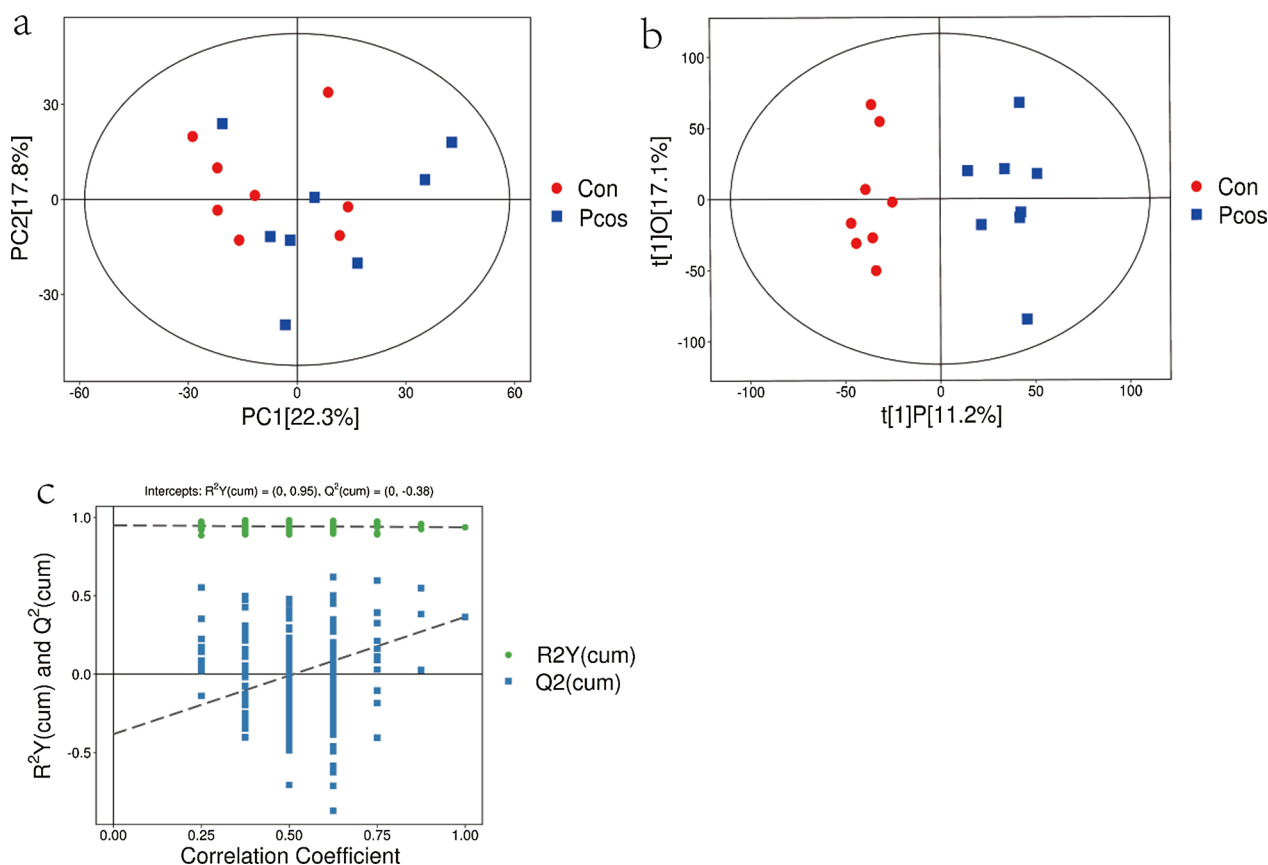 a
PC2[17.8%]
30
0
-30
-60
-30
0
30
60
PC1[22.3%]
Con
Pcos
b
t[1]O[17.1%]
100
50
0
-50
-100
-100
-50
0
50
100
t[1]P[11.2%]
Con
Pcos
c
Intercepts: R²Y(cum) = (0, 0.95), Q²(cum) = (0, -0.38)
R²Y(cum) and Q²(cum)
1.0
0.5
0.0
-0.5
0.00
0.25
0.50
0.75
1.00
Correlation Coefficient
R2Y(cum)
Q2(cum)